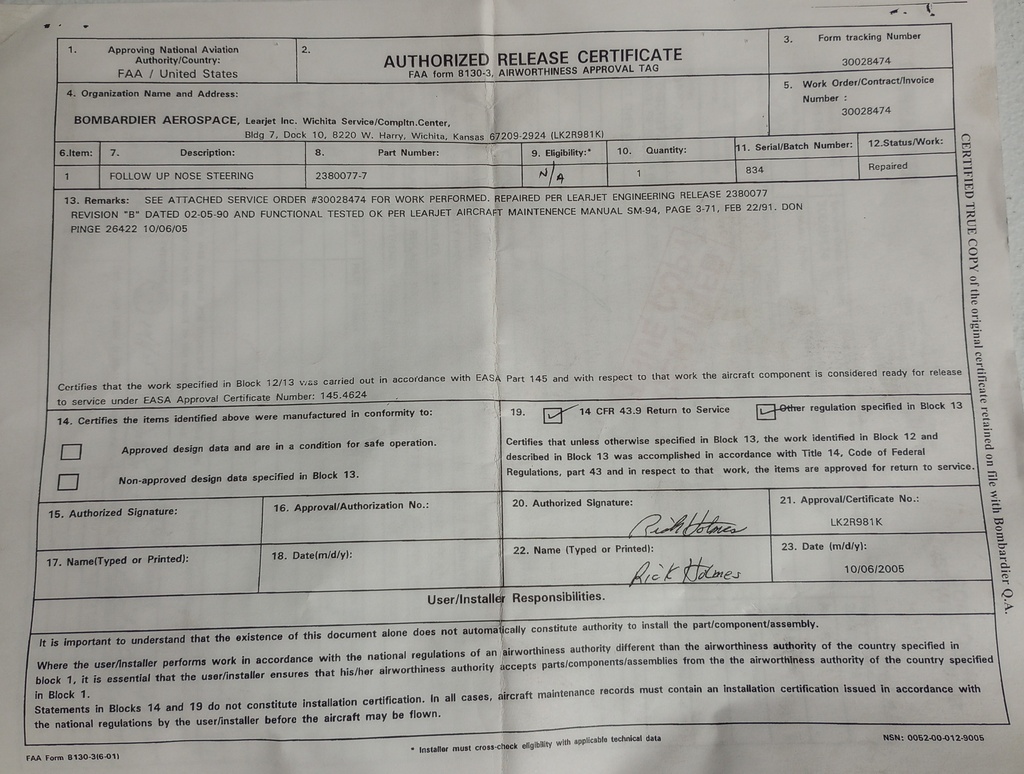 1. Approving National Aviation
Authority/Country:
FAA / United States
2.
AUTHORIZED RELEASE CERTIFICATE
FAA form 8130-3, AIRWORTHINESS APPROVAL TAG
3. Form tracking Number
30028474
4. Organization Name and Address:
BOMBARDIER AEROSPACE, Learjet Inc. Wichita Service/Compltn.Center,
Bldg 7, Dock 10, 8220 W. Harry, Wichita, Kansas 67209-2924 (LK2R981K)
5. Work Order/Contract/Invoice
Number :
30028474
6.Item: 7. Description: 8. Part Number: 9. Eligibility:* 10. Quantity: 11. Serial/Batch Number: 12.Status/Work:
1 FOLLOW UP NOSE STEERING 2380077-7 N/A 1 834 Repaired
13. Remarks: SEE ATTACHED SERVICE ORDER #30028474 FOR WORK PERFORMED. REPAIRED PER LEARJET ENGINEERING RELEASE 2380077
REVISION "B" DATED 02-05-90 AND FUNCTIONAL TESTED OK PER LEARJET AIRCRAFT MAINTENENCE MANUAL SM-94, PAGE 3-71, FEB 22/91. DON
PINGE 26422 10/06/05
Certifies that the work specified in Block 12/13 was carried out in accordance with EASA Part 145 and with respect to that work the aircraft component is considered ready for release
to service under EASA Approval Certificate Number: 145.4624
14. Certifies the items identified above were manufactured in conformity to:
Approved design data and are in a condition for safe operation.
Non-approved design data specified in Block 13.
19. 14 CFR 43.9 Return to Service Other regulation specified in Block 13
Certifies that unless otherwise specified in Block 13, the work identified in Block 12 and
described in Block 13 was accomplished in accordance with Title 14, Code of Federal
Regulations, part 43 and in respect to that work, the items are approved for return to service.
15. Authorized Signature:
16. Approval/Authorization No.:
20. Authorized Signature:
Rick Holmes
21. Approval/Certificate No.:
LK2R981K
17. Name(Typed or Printed):
18. Date(m/d/y):
22. Name (Typed or Printed):
Rick Holmes
23. Date (m/d/y):
10/06/2005
User/Installer Responsibilities.
It is important to understand that the existence of this document alone does not automatically constitute authority to install the part/component/assembly.
Where the user/installer performs work in accordance with the national regulations of an airworthiness authority different than the airworthiness authority of the country specified in
block 1, it is essential that the user/installer ensures that his/her airworthiness authority accepts parts/components/assemblies from the the airworthiness authority of the country specified
in Block 1.
Statements in Blocks 14 and 19 do not constitute installation certification. In all cases, aircraft maintenance records must contain an installation certification issued in accordance with
the national regulations by the user/installer before the aircraft may be flown.
FAA Form 8130-3(6-01)
* Installer must cross-check eligibility with applicable technical data
NSN: 0052-00-012-9005
CERTIFIED TRUE COPY of the original certificate retained on file with Bombardier Q.A.